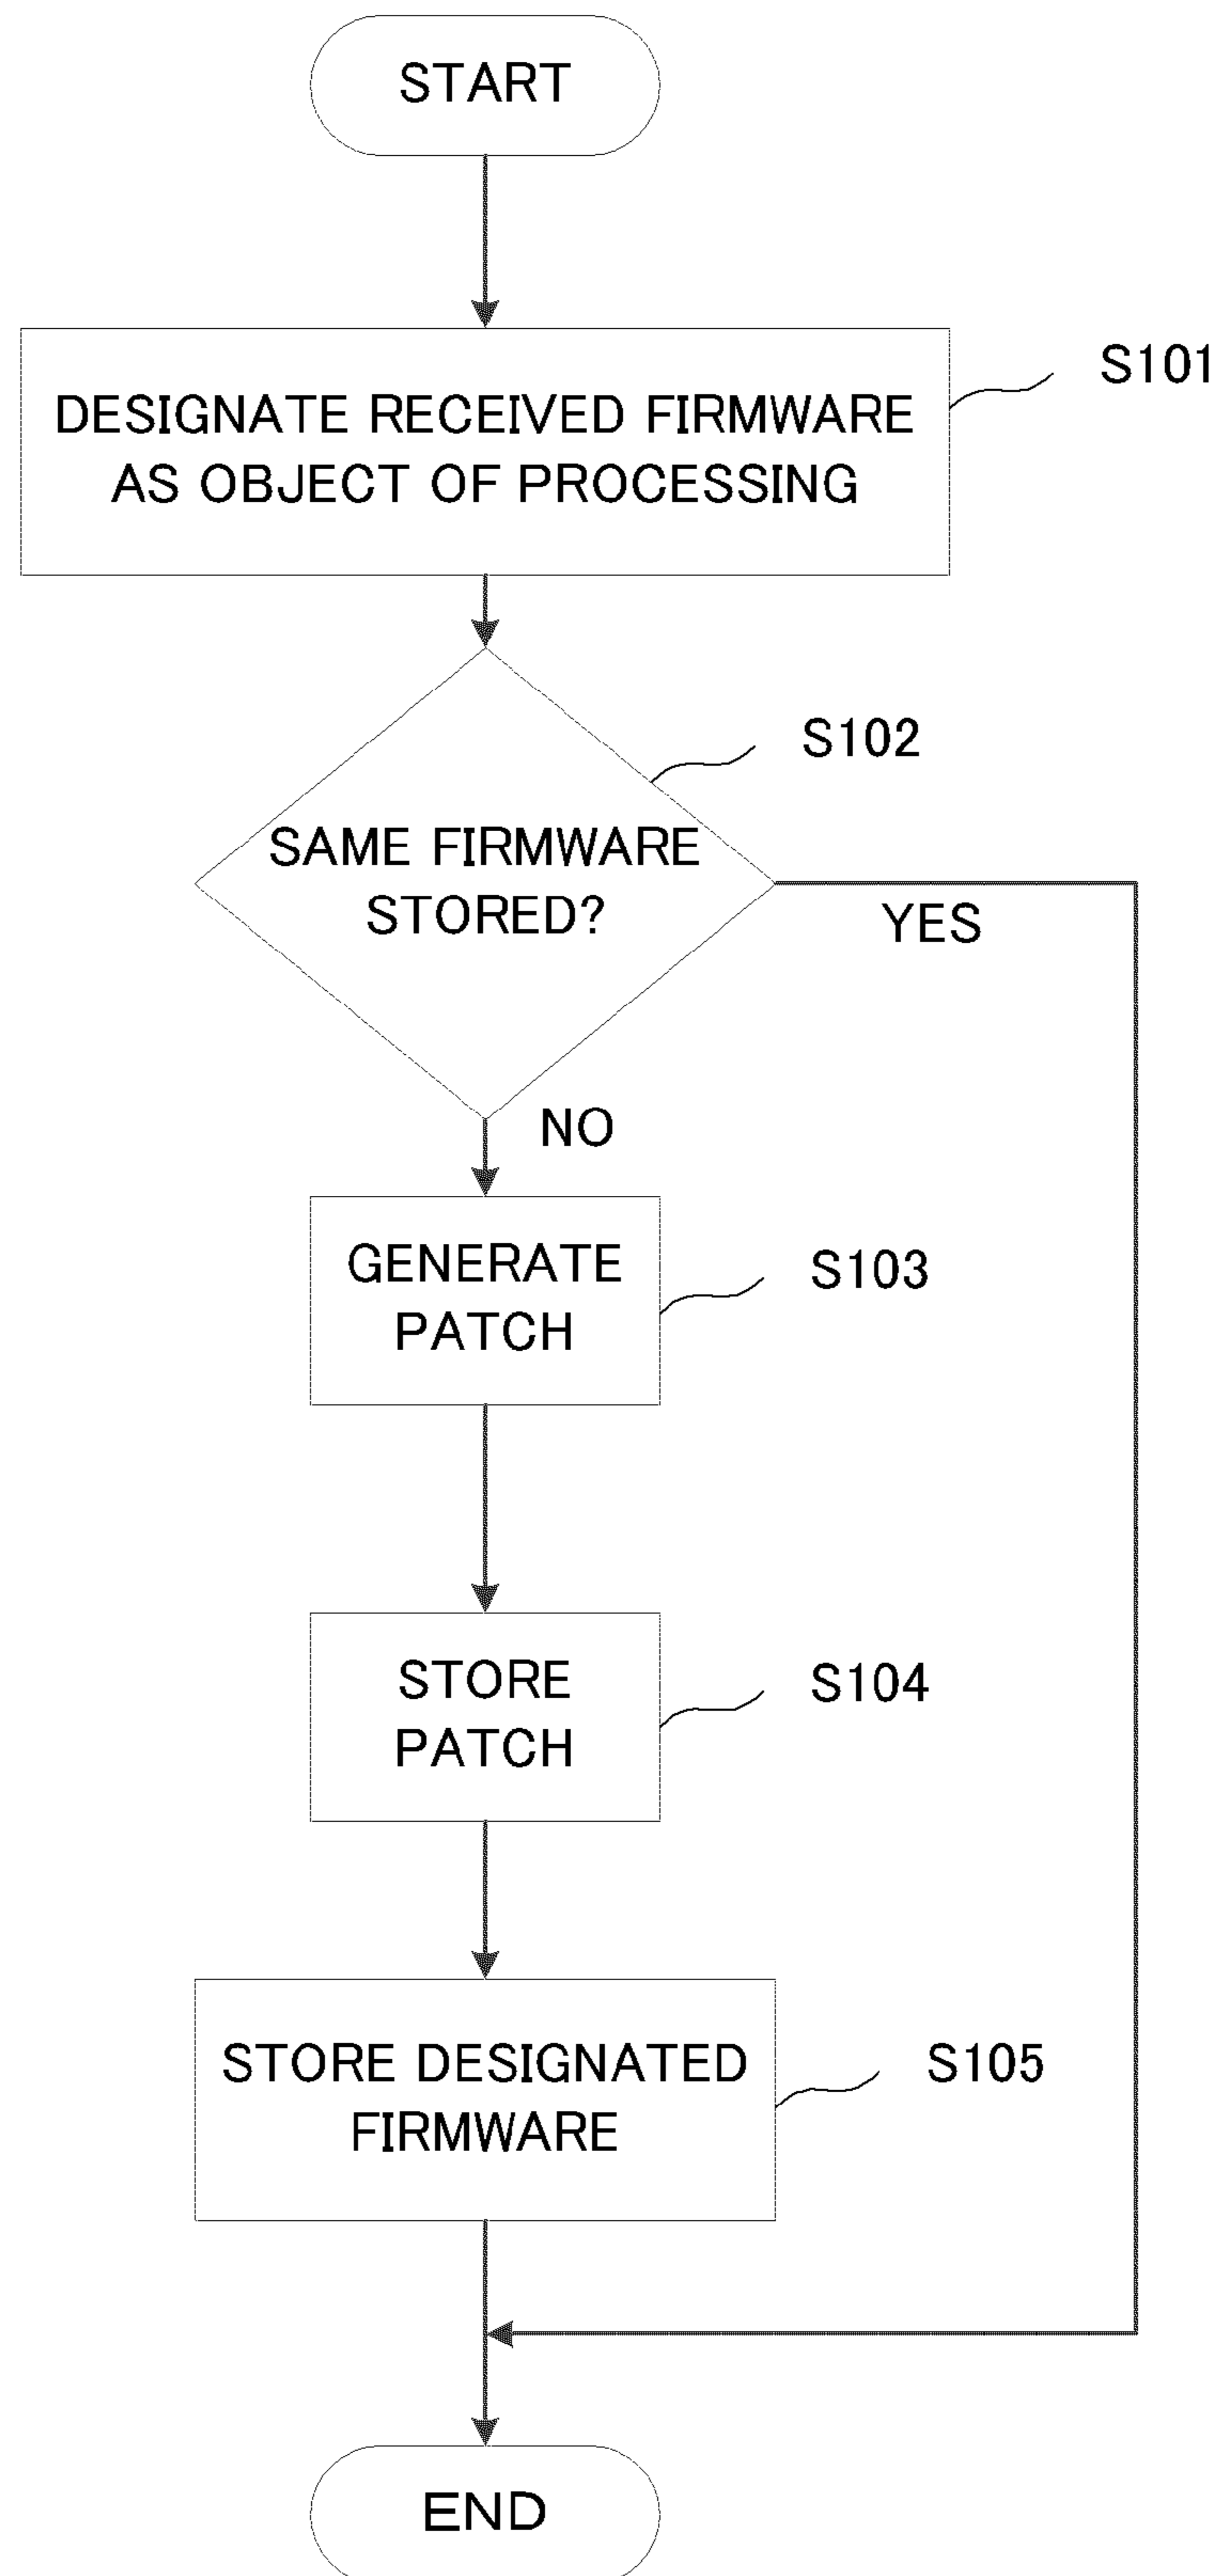 START
DESIGNATE RECEIVED FIRMWARE
AS OBJECT OF PROCESSING
S101
SAME FIRMWARE
STORED?
S102
YES
NO
GENERATE
PATCH
S103
STORE
PATCH
S104
STORE DESIGNATED
FIRMWARE
S105
END